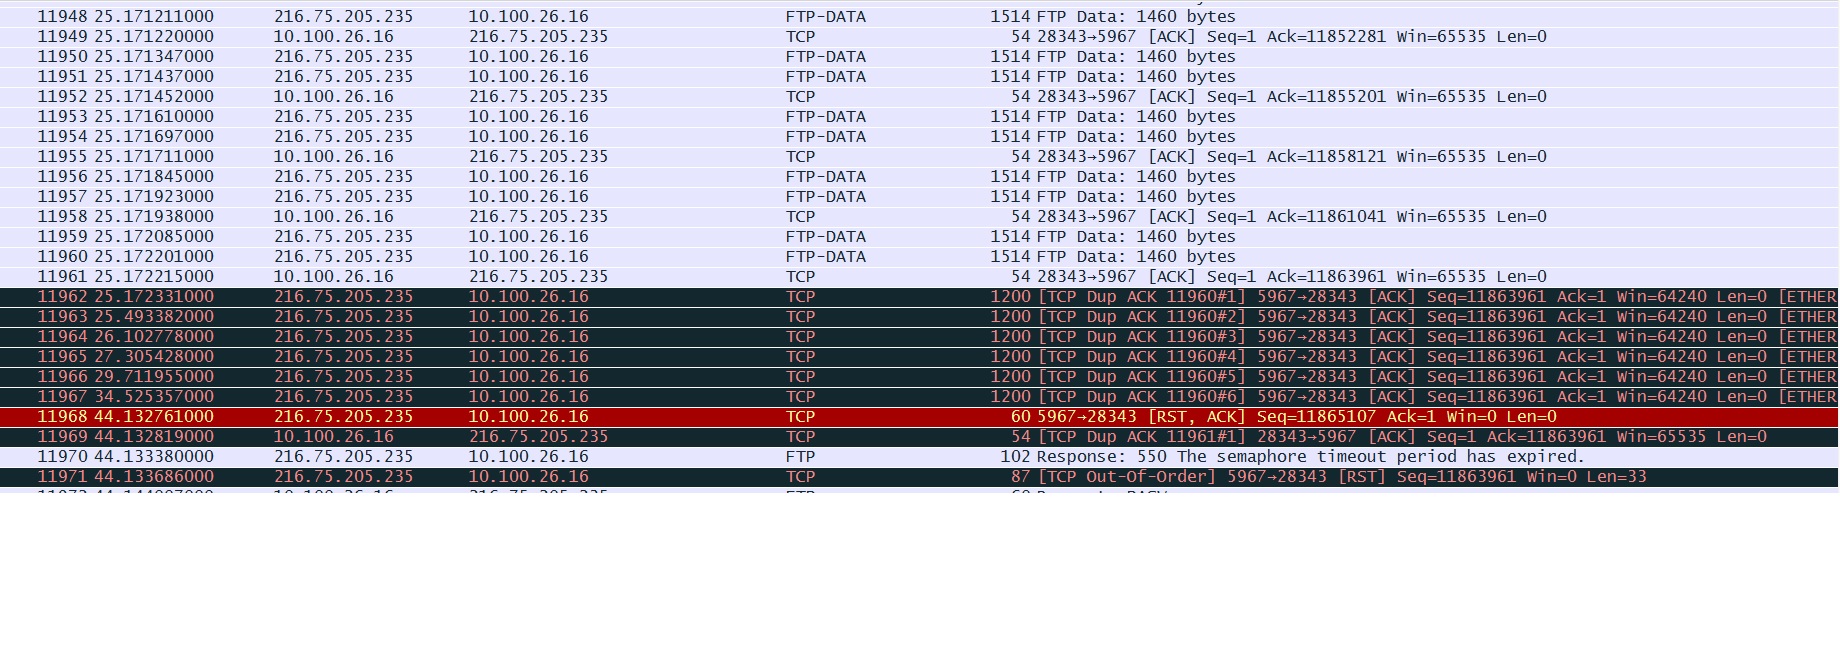 11948 25.171211000 216.75.205.235 10.100.26.16 FTP-DATA 1514 FTP Data: 1460 bytes
11949 25.171220000 10.100.26.16 216.75.205.235 TCP 54 28343→5967 [ACK] Seq=1 Ack=11852281 Win=65535 Len=0
11950 25.171347000 216.75.205.235 10.100.26.16 FTP-DATA 1514 FTP Data: 1460 bytes
11951 25.171437000 216.75.205.235 10.100.26.16 FTP-DATA 1514 FTP Data: 1460 bytes
11952 25.171452000 10.100.26.16 216.75.205.235 TCP 54 28343→5967 [ACK] Seq=1 Ack=11855201 Win=65535 Len=0
11953 25.171610000 216.75.205.235 10.100.26.16 FTP-DATA 1514 FTP Data: 1460 bytes
11954 25.171697000 216.75.205.235 10.100.26.16 FTP-DATA 1514 FTP Data: 1460 bytes
11955 25.171711000 10.100.26.16 216.75.205.235 TCP 54 28343→5967 [ACK] Seq=1 Ack=11858121 Win=65535 Len=0
11956 25.171845000 216.75.205.235 10.100.26.16 FTP-DATA 1514 FTP Data: 1460 bytes
11957 25.171923000 216.75.205.235 10.100.26.16 FTP-DATA 1514 FTP Data: 1460 bytes
11958 25.171938000 10.100.26.16 216.75.205.235 TCP 54 28343→5967 [ACK] Seq=1 Ack=11861041 Win=65535 Len=0
11959 25.172085000 216.75.205.235 10.100.26.16 FTP-DATA 1514 FTP Data: 1460 bytes
11960 25.172201000 216.75.205.235 10.100.26.16 FTP-DATA 1514 FTP Data: 1460 bytes
11961 25.172215000 10.100.26.16 216.75.205.235 TCP 54 28343→5967 [ACK] Seq=1 Ack=11863961 Win=65535 Len=0
11962 25.172331000 216.75.205.235 10.100.26.16 TCP 1200 [TCP Dup ACK 11960#1] 5967→28343 [ACK] Seq=11863961 Ack=1 Win=64240 Len=0 [ETHER
11963 25.493382000 216.75.205.235 10.100.26.16 TCP 1200 [TCP Dup ACK 11960#2] 5967→28343 [ACK] Seq=11863961 Ack=1 Win=64240 Len=0 [ETHER
11964 26.102778000 216.75.205.235 10.100.26.16 TCP 1200 [TCP Dup ACK 11960#3] 5967→28343 [ACK] Seq=11863961 Ack=1 Win=64240 Len=0 [ETHER
11965 27.305428000 216.75.205.235 10.100.26.16 TCP 1200 [TCP Dup ACK 11960#4] 5967→28343 [ACK] Seq=11863961 Ack=1 Win=64240 Len=0 [ETHER
11966 29.711955000 216.75.205.235 10.100.26.16 TCP 1200 [TCP Dup ACK 11960#5] 5967→28343 [ACK] Seq=11863961 Ack=1 Win=64240 Len=0 [ETHER
11967 34.525357000 216.75.205.235 10.100.26.16 TCP 1200 [TCP Dup ACK 11960#6] 5967→28343 [ACK] Seq=11863961 Ack=1 Win=64240 Len=0 [ETHER
11968 44.132761000 216.75.205.235 10.100.26.16 TCP 60 5967→28343 [RST, ACK] Seq=11865107 Ack=1 Win=0 Len=0
11969 44.132819000 10.100.26.16 216.75.205.235 TCP 54 [TCP Dup ACK 11961#1] 28343→5967 [ACK] Seq=1 Ack=11863961 Win=65535 Len=0
11970 44.133380000 216.75.205.235 10.100.26.16 FTP 102 Response: 550 The semaphore timeout period has expired.
11971 44.133686000 216.75.205.235 10.100.26.16 TCP 87 [TCP Out-Of-Order] 5967→28343 [RST] Seq=11863961 Win=0 Len=33